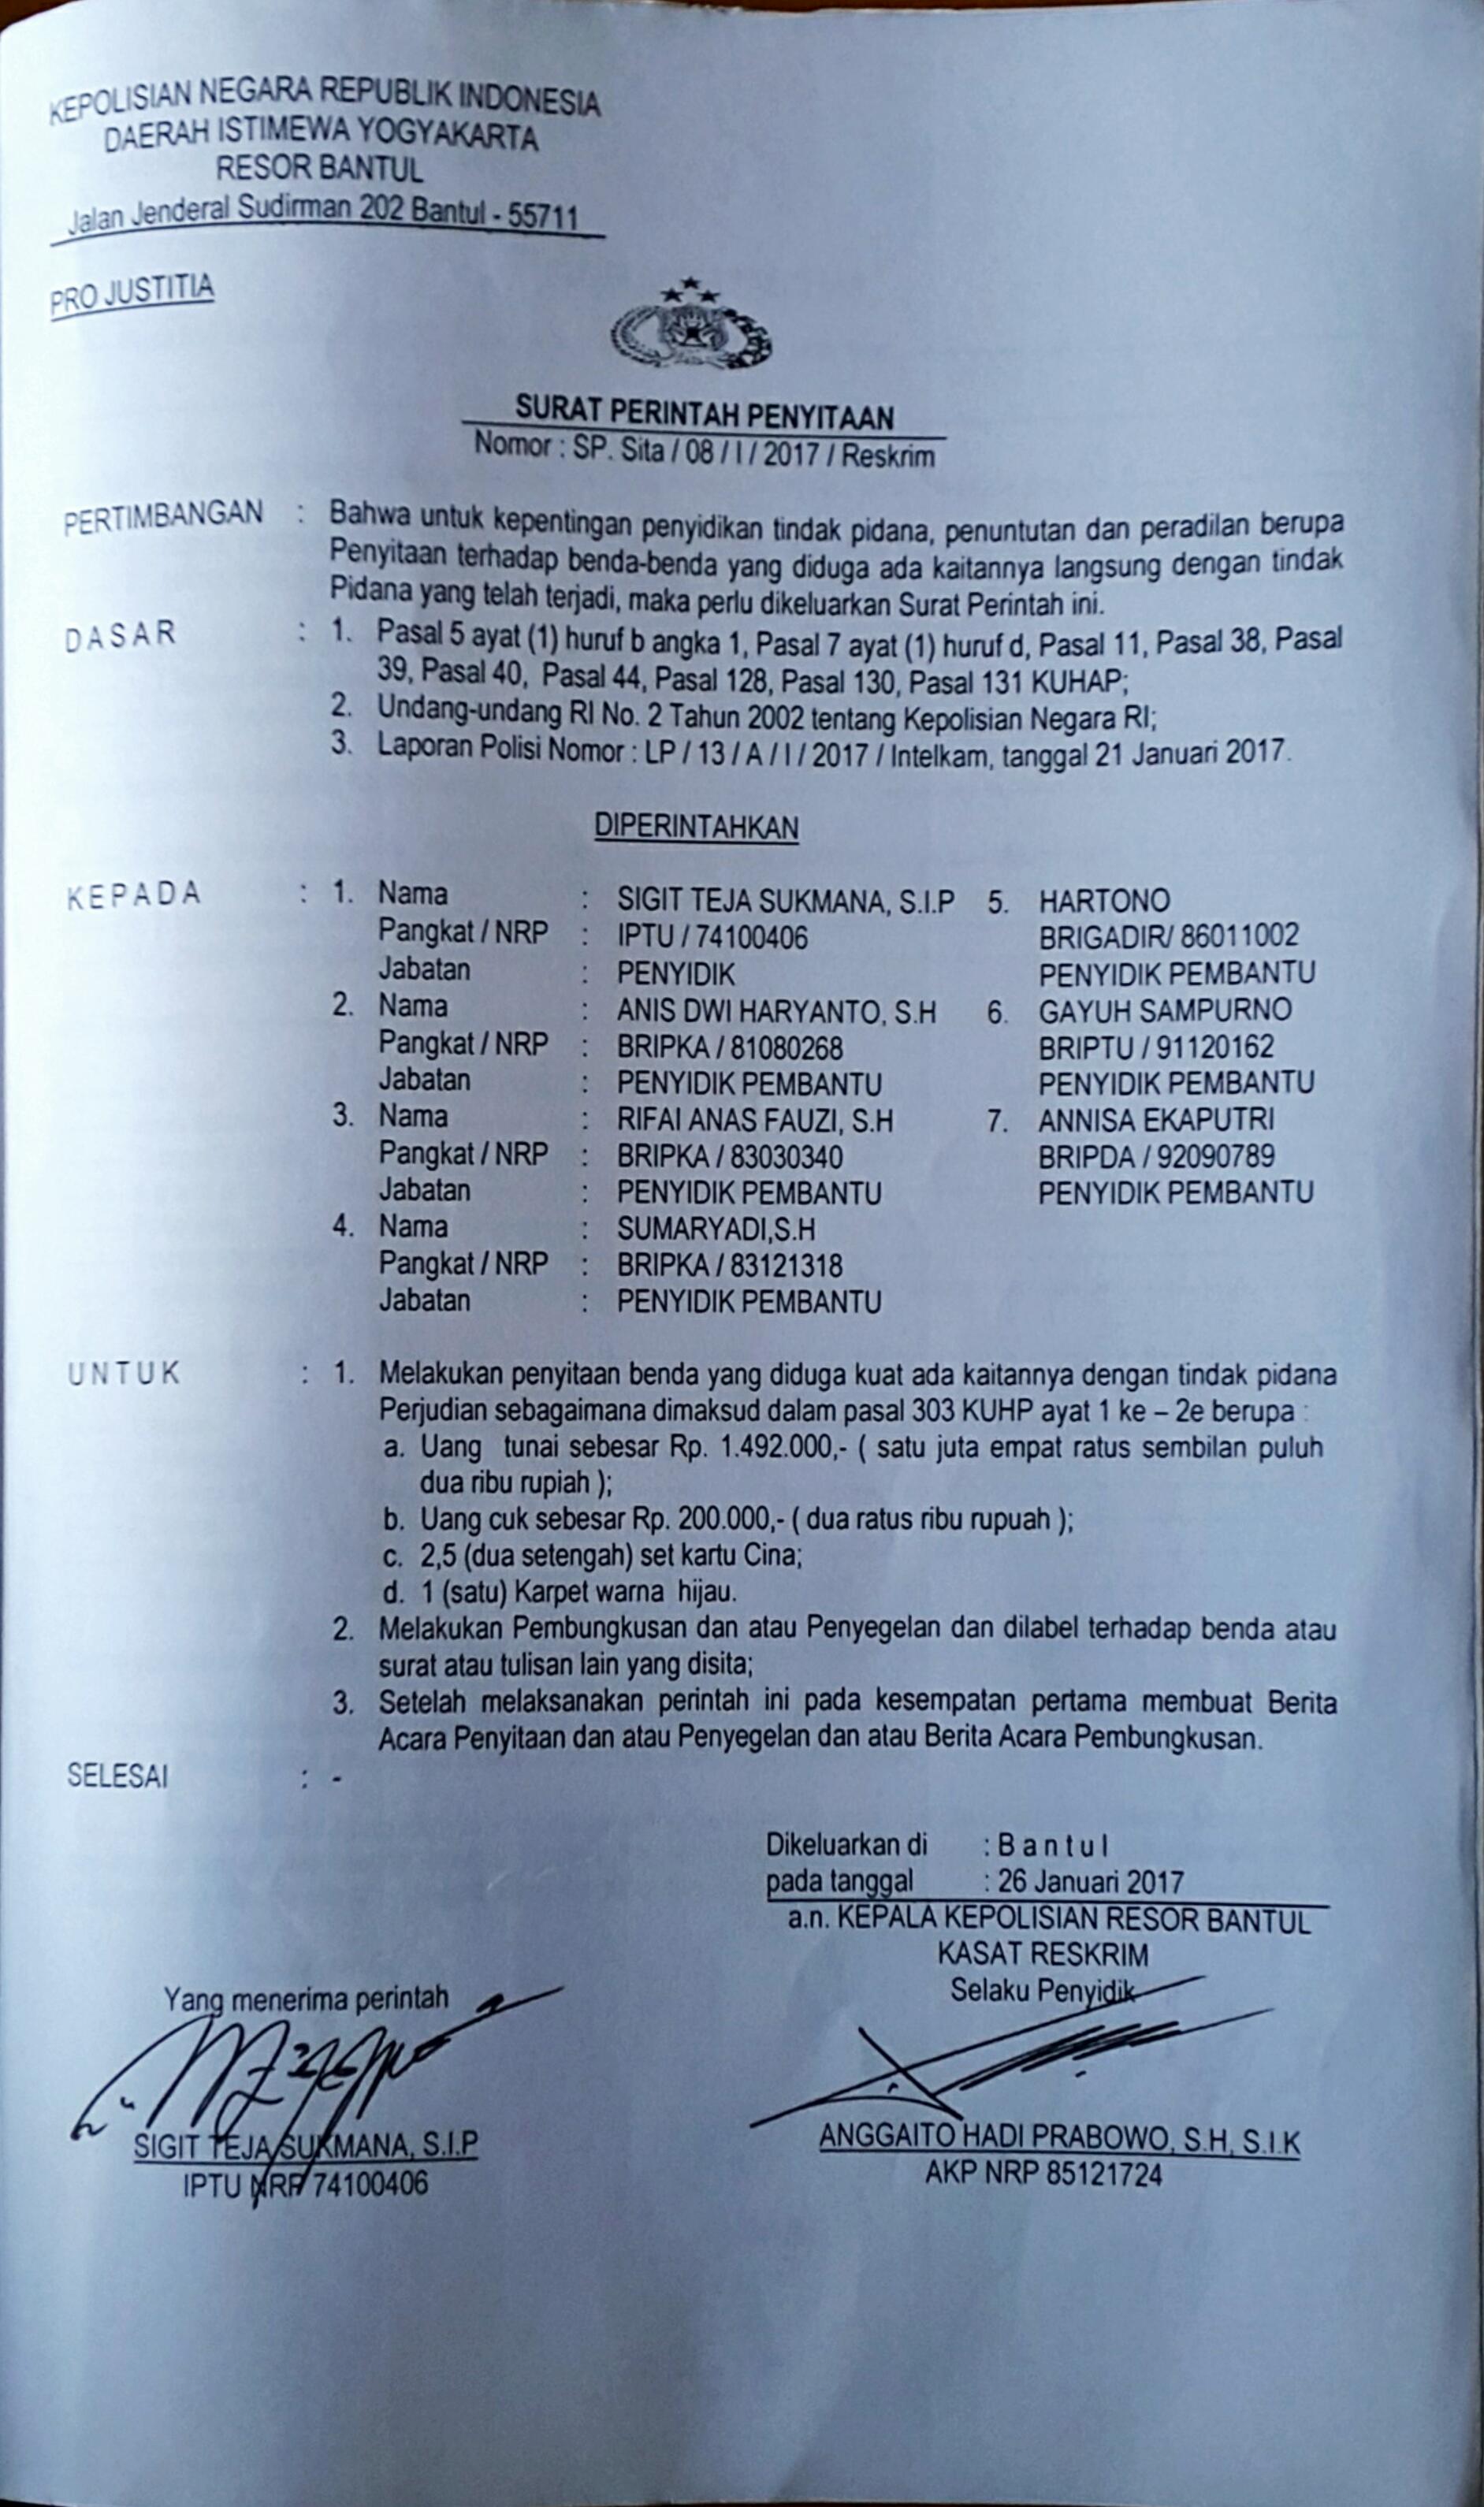 KEPOLISIAN NEGARA REPUBLIK INDONESIA
DAERAH ISTIMEWA YOGYAKARTA
RESOR BANTUL
Jalan Jenderal Sudirman 202 Bantul - 55711
PRO JUSTITIA
SURAT PERINTAH PENYITAAN
Nomor : SP. Sita / 08 / I / 2017 / Reskrim
PERTIMBANGAN : Bahwa untuk kepentingan penyidikan tindak pidana, penuntutan dan peradilan berupa
Penyitaan terhadap benda-benda yang diduga ada kaitannya langsung dengan tindak
Pidana yang telah terjadi, maka perlu dikeluarkan Surat Perintah ini.
DASAR : 1. Pasal 5 ayat (1) huruf b angka 1, Pasal 7 ayat (1) huruf d, Pasal 11, Pasal 38, Pasal
39, Pasal 40, Pasal 44, Pasal 128, Pasal 130, Pasal 131 KUHAP;
2. Undang-undang RI No. 2 Tahun 2002 tentang Kepolisian Negara RI;
3. Laporan Polisi Nomor : LP / 13 / A / I / 2017 / Intelkam, tanggal 21 Januari 2017.
DIPERINTAHKAN
KEPADA : 1. Nama : SIGIT TEJA SUKMANA, S.I.P 5. HARTONO
Pangkat / NRP : IPTU / 74100406 BRIGADIR/ 86011002
Jabatan : PENYIDIK PENYIDIK PEMBANTU
2. Nama : ANIS DWI HARYANTO, S.H 6. GAYUH SAMPURNO
Pangkat / NRP : BRIPKA / 81080268 BRIPTU / 91120162
Jabatan : PENYIDIK PEMBANTU PENYIDIK PEMBANTU
3. Nama : RIFAI ANAS FAUZI, S.H 7. ANNISA EKAPUTRI
Pangkat / NRP : BRIPKA / 83030340 BRIPDA / 92090789
Jabatan : PENYIDIK PEMBANTU PENYIDIK PEMBANTU
4. Nama : SUMARYADI,S.H
Pangkat / NRP : BRIPKA / 83121318
Jabatan : PENYIDIK PEMBANTU
UNTUK : 1. Melakukan penyitaan benda yang diduga kuat ada kaitannya dengan tindak pidana
Perjudian sebagaimana dimaksud dalam pasal 303 KUHP ayat 1 ke – 2e berupa :
a. Uang tunai sebesar Rp. 1.492.000,- ( satu juta empat ratus sembilan puluh
dua ribu rupiah );
b. Uang cuk sebesar Rp. 200.000,- ( dua ratus ribu rupuah );
c. 2,5 (dua setengah) set kartu Cina;
d. 1 (satu) Karpet warna hijau.
2. Melakukan Pembungkusan dan atau Penyegelan dan dilabel terhadap benda atau
surat atau tulisan lain yang disita;
3. Setelah melaksanakan perintah ini pada kesempatan pertama membuat Berita
Acara Penyitaan dan atau Penyegelan dan atau Berita Acara Pembungkusan.
SELESAI : -
Dikeluarkan di : Bantul
pada tanggal : 26 Januari 2017
a.n. KEPALA KEPOLISIAN RESOR BANTUL
KASAT RESKRIM
Selaku Penyidik
Yang menerima perintah
SIGIT TEJA SUKMANA, S.I.P
IPTU NRP 74100406
ANGGAITO HADI PRABOWO, S.H, S.I.K
AKP NRP 85121724